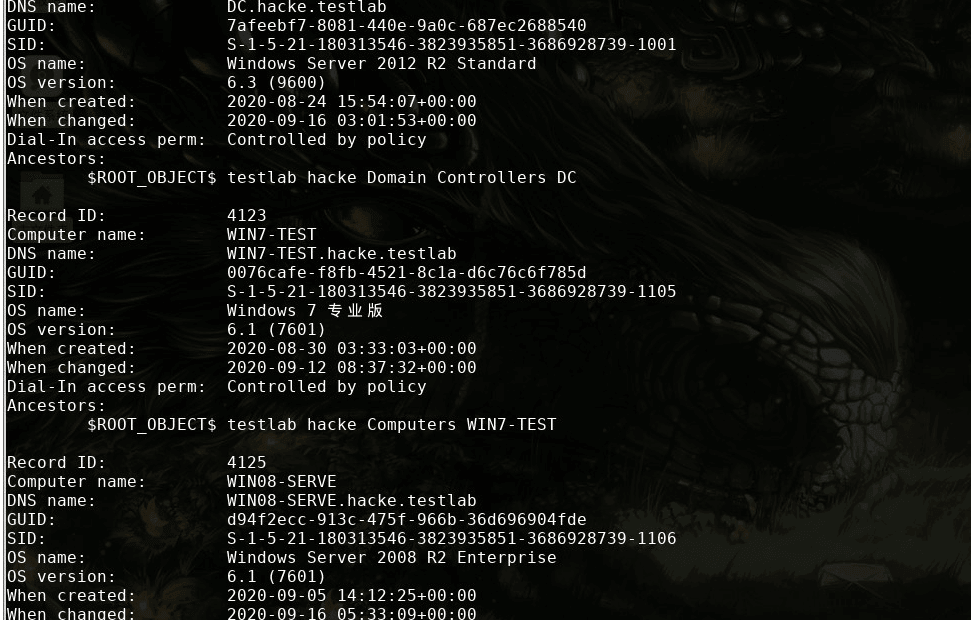 DNS name: DC.hacke.testlab
GUID: 7afeebf7-8081-440e-9a0c-687ec2688540
SID: S-1-5-21-180313546-3823935851-3686928739-1001
OS name: Windows Server 2012 R2 Standard
OS version: 6.3 (9600)
When created: 2020-08-24 15:54:07+00:00
When changed: 2020-09-16 03:01:53+00:00
Dial-In access perm: Controlled by policy
Ancestors:
$ROOT_OBJECT$ testlab hacke Domain Controllers DC
Record ID: 4123
Computer name: WIN7-TEST
DNS name: WIN7-TEST.hacke.testlab
GUID: 0076cafe-f8fb-4521-8c1a-d6c76c6f785d
SID: S-1-5-21-180313546-3823935851-3686928739-1105
OS name: Windows 7 专业版
OS version: 6.1 (7601)
When created: 2020-08-30 03:33:03+00:00
When changed: 2020-09-12 08:37:32+00:00
Dial-In access perm: Controlled by policy
Ancestors:
$ROOT_OBJECT$ testlab hacke Computers WIN7-TEST
Record ID: 4125
Computer name: WIN08-SERVE
DNS name: WIN08-SERVE.hacke.testlab
GUID: d94f2ecc-913c-475f-966b-36d696904fde
SID: S-1-5-21-180313546-3823935851-3686928739-1106
OS name: Windows Server 2008 R2 Enterprise
OS version: 6.1 (7601)
When created: 2020-09-05 14:12:25+00:00
When changed: 2020-09-16 05:33:09+00:00